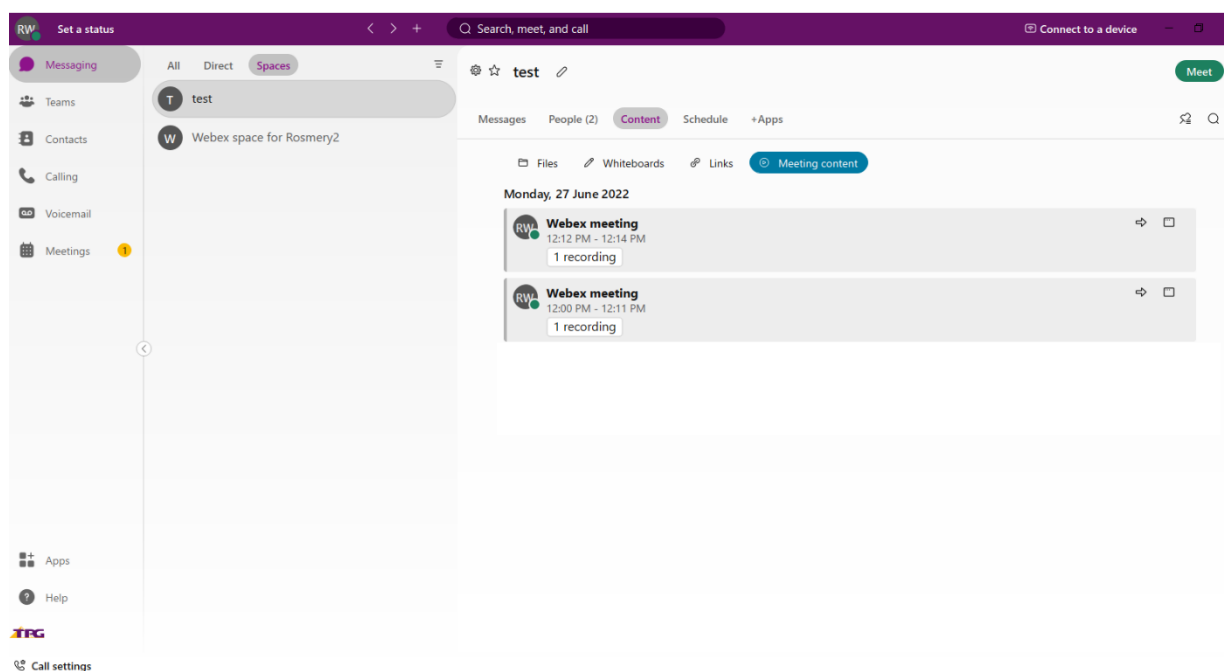 RW Set a status
Search, meet, and call
Connect to a device
Messaging
Teams
Contacts
Calling
Voicemail
Meetings 1
Apps
Help
TPG
Call settings
All Direct Spaces
T test
W Webex space for Rosmery2
test
Meet
Messages People (2) Content Schedule +Apps
Files Whiteboards Links Meeting content
Monday, 27 June 2022
RW Webex meeting
12:12 PM - 12:14 PM
1 recording
RW Webex meeting
12:00 PM - 12:11 PM
1 recording